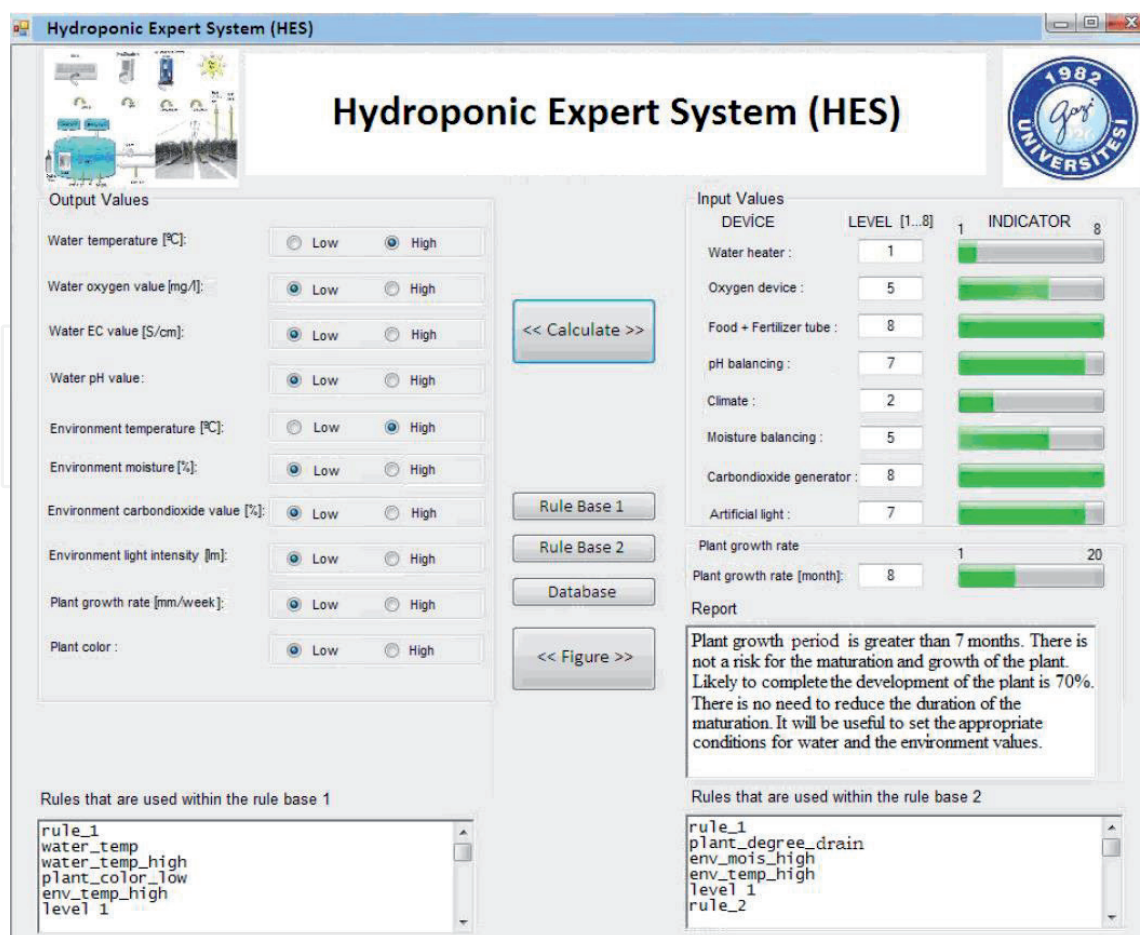 Hydroponic Expert System (HES)
Hydroponic Expert System (HES)
1982
Gazi
ÜNİVERSİTESİ
Output Values
Water temperature [ºC]: Low High
Water oxygen value [mg/l]: Low High
Water EC value [S/cm]: Low High
Water pH value: Low High
Environment temperature [ºC]: Low High
Environment moisture [%]: Low High
Environment carbondioxide value [%]: Low High
Environment light intensity [lm]: Low High
Plant growth rate [mm/week]: Low High
Plant color : Low High
<< Calculate >>
Rule Base 1
Rule Base 2
Database
<< Figure >>
Input Values
DEVİCE LEVEL [1...8] 1 INDICATOR 8
Water heater : 1
Oxygen device : 5
Food + Fertilizer tube : 8
pH balancing : 7
Climate : 2
Moisture balancing : 5
Carbondioxide generator : 8
Artificial light : 7
Plant growth rate 1 20
Plant growth rate [month]: 8
Report
Plant growth period is greater than 7 months. There is
not a risk for the maturation and growth of the plant.
Likely to complete the development of the plant is 70%.
There is no need to reduce the duration of the
maturation. It will be useful to set the appropriate
conditions for water and the environment values.
Rules that are used within the rule base 1
rule_1
water_temp
water_temp_high
plant_color_low
env_temp_high
level 1
Rules that are used within the rule base 2
rule_1
plant_degree_drain
env_mois_high
env_temp_high
level 1
rule_2